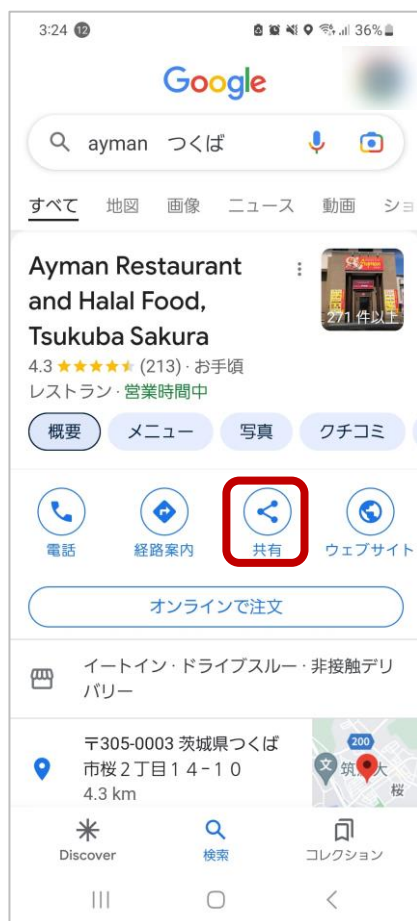 3:24 12 36%
Google
ayman つくば
すべて 地図 画像 ニュース 動画 ショ
Ayman Restaurant
and Halal Food,
Tsukuba Sakura
271 件以上
4.3 ★★★★★ (213) · お手頃
レストラン · 営業時間中
概要 メニュー 写真 クチコミ
電話 経路案内 共有 ウェブサイト
オンラインで注文
イートイン · ドライブスルー · 非接触デリ
バリー
〒305-0003 茨城県つくば
市桜２丁目１４−１０
4.3 km
200
文 筑 大
桜
Discover 検索 コレクション